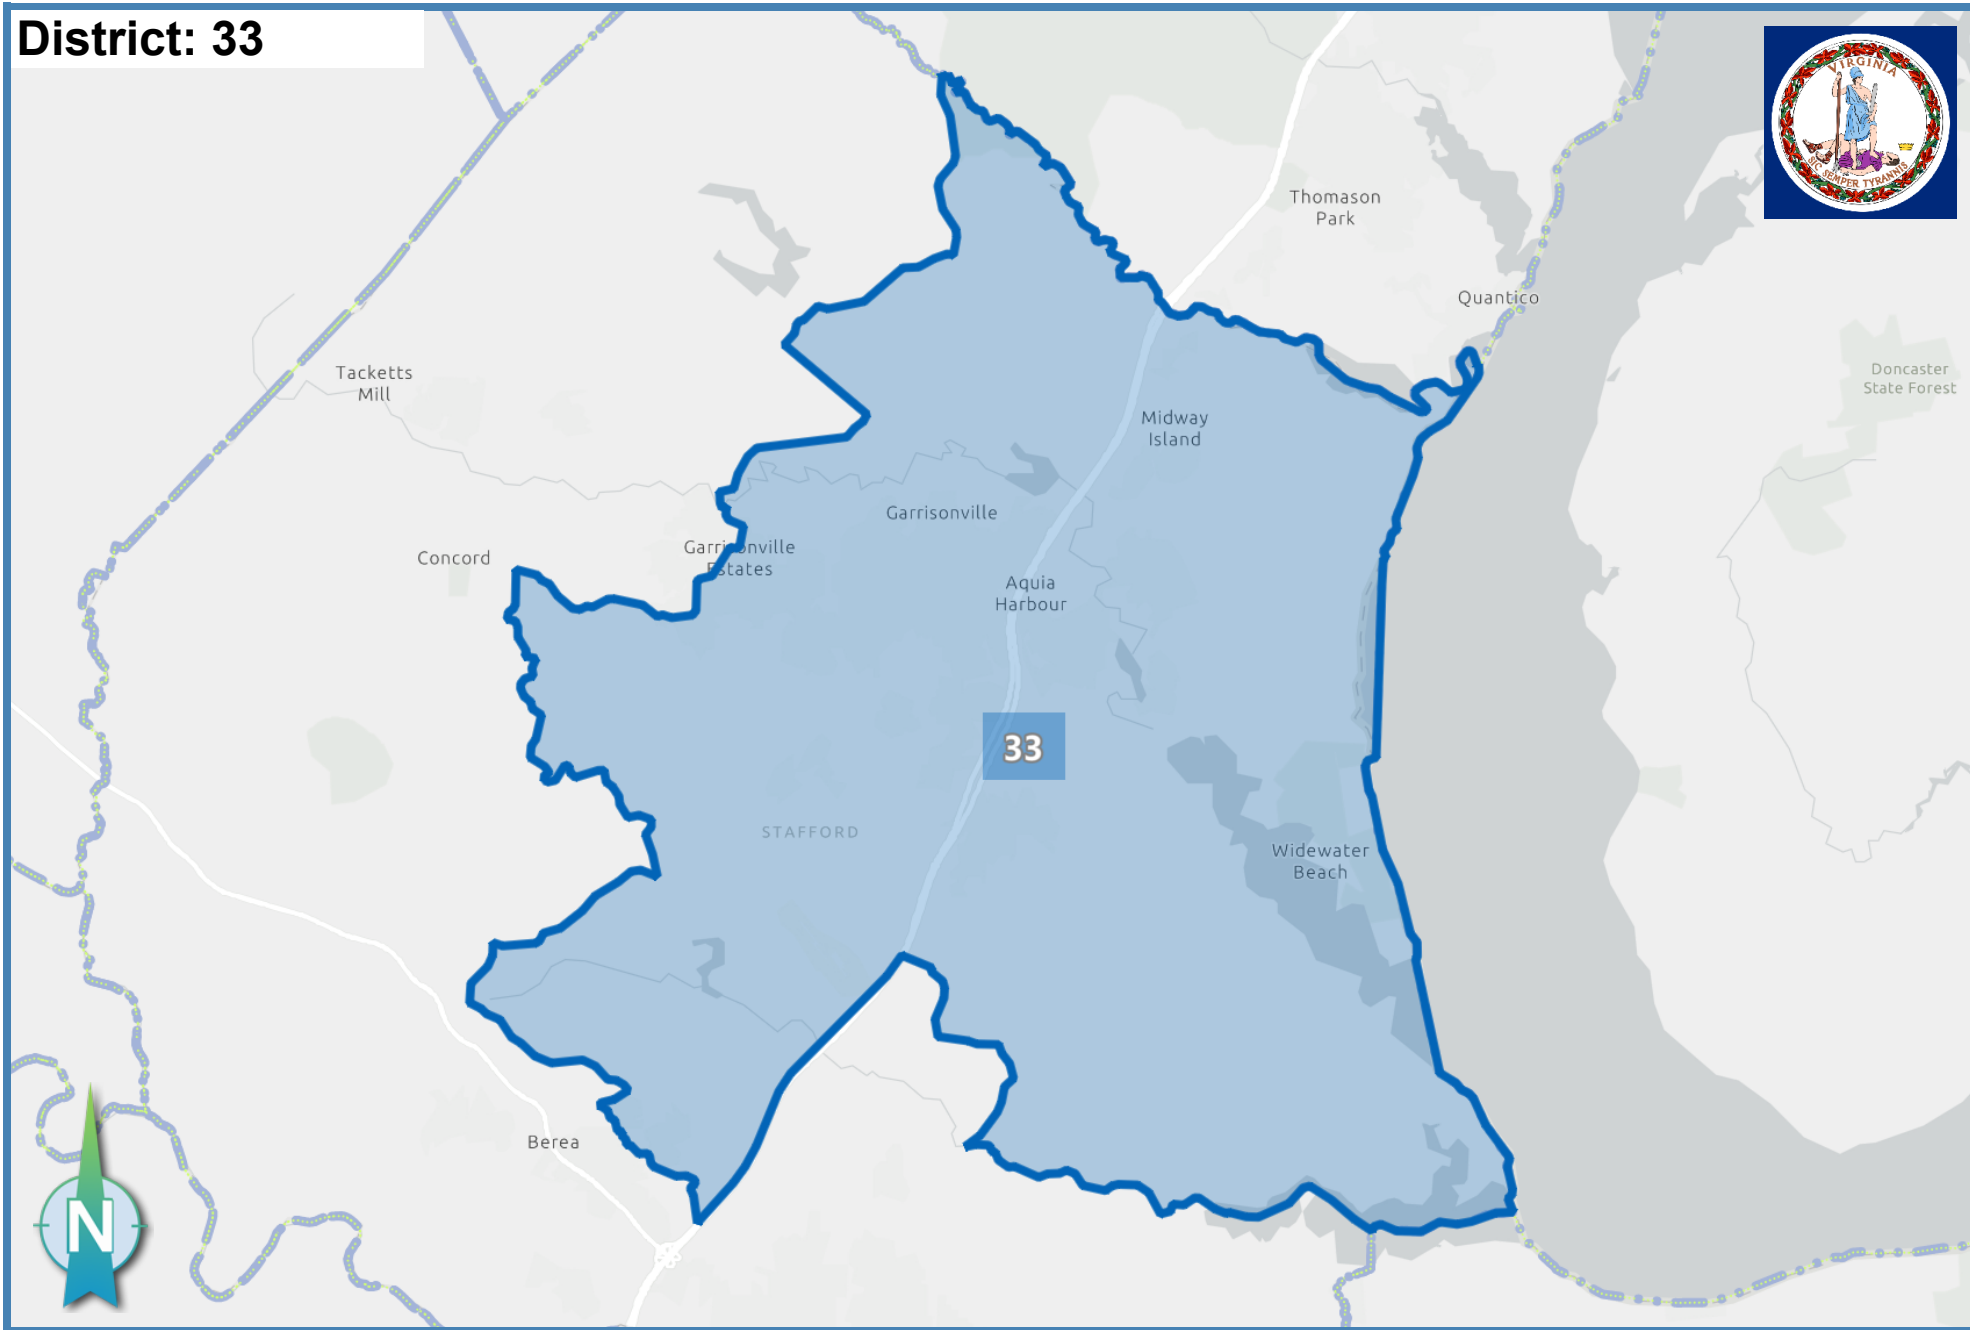 District: 33
VIRGINIA
SIC SEMPER TYRANNIS
Thomason
Park
Quantico
Tacketts
Mill
Doncaster
State Forest
Midway
Island
Garrisonville
Concord
Garrisonville
Estates
Aquia
Harbour
33
STAFFORD
Widewater
Beach
Berea
N